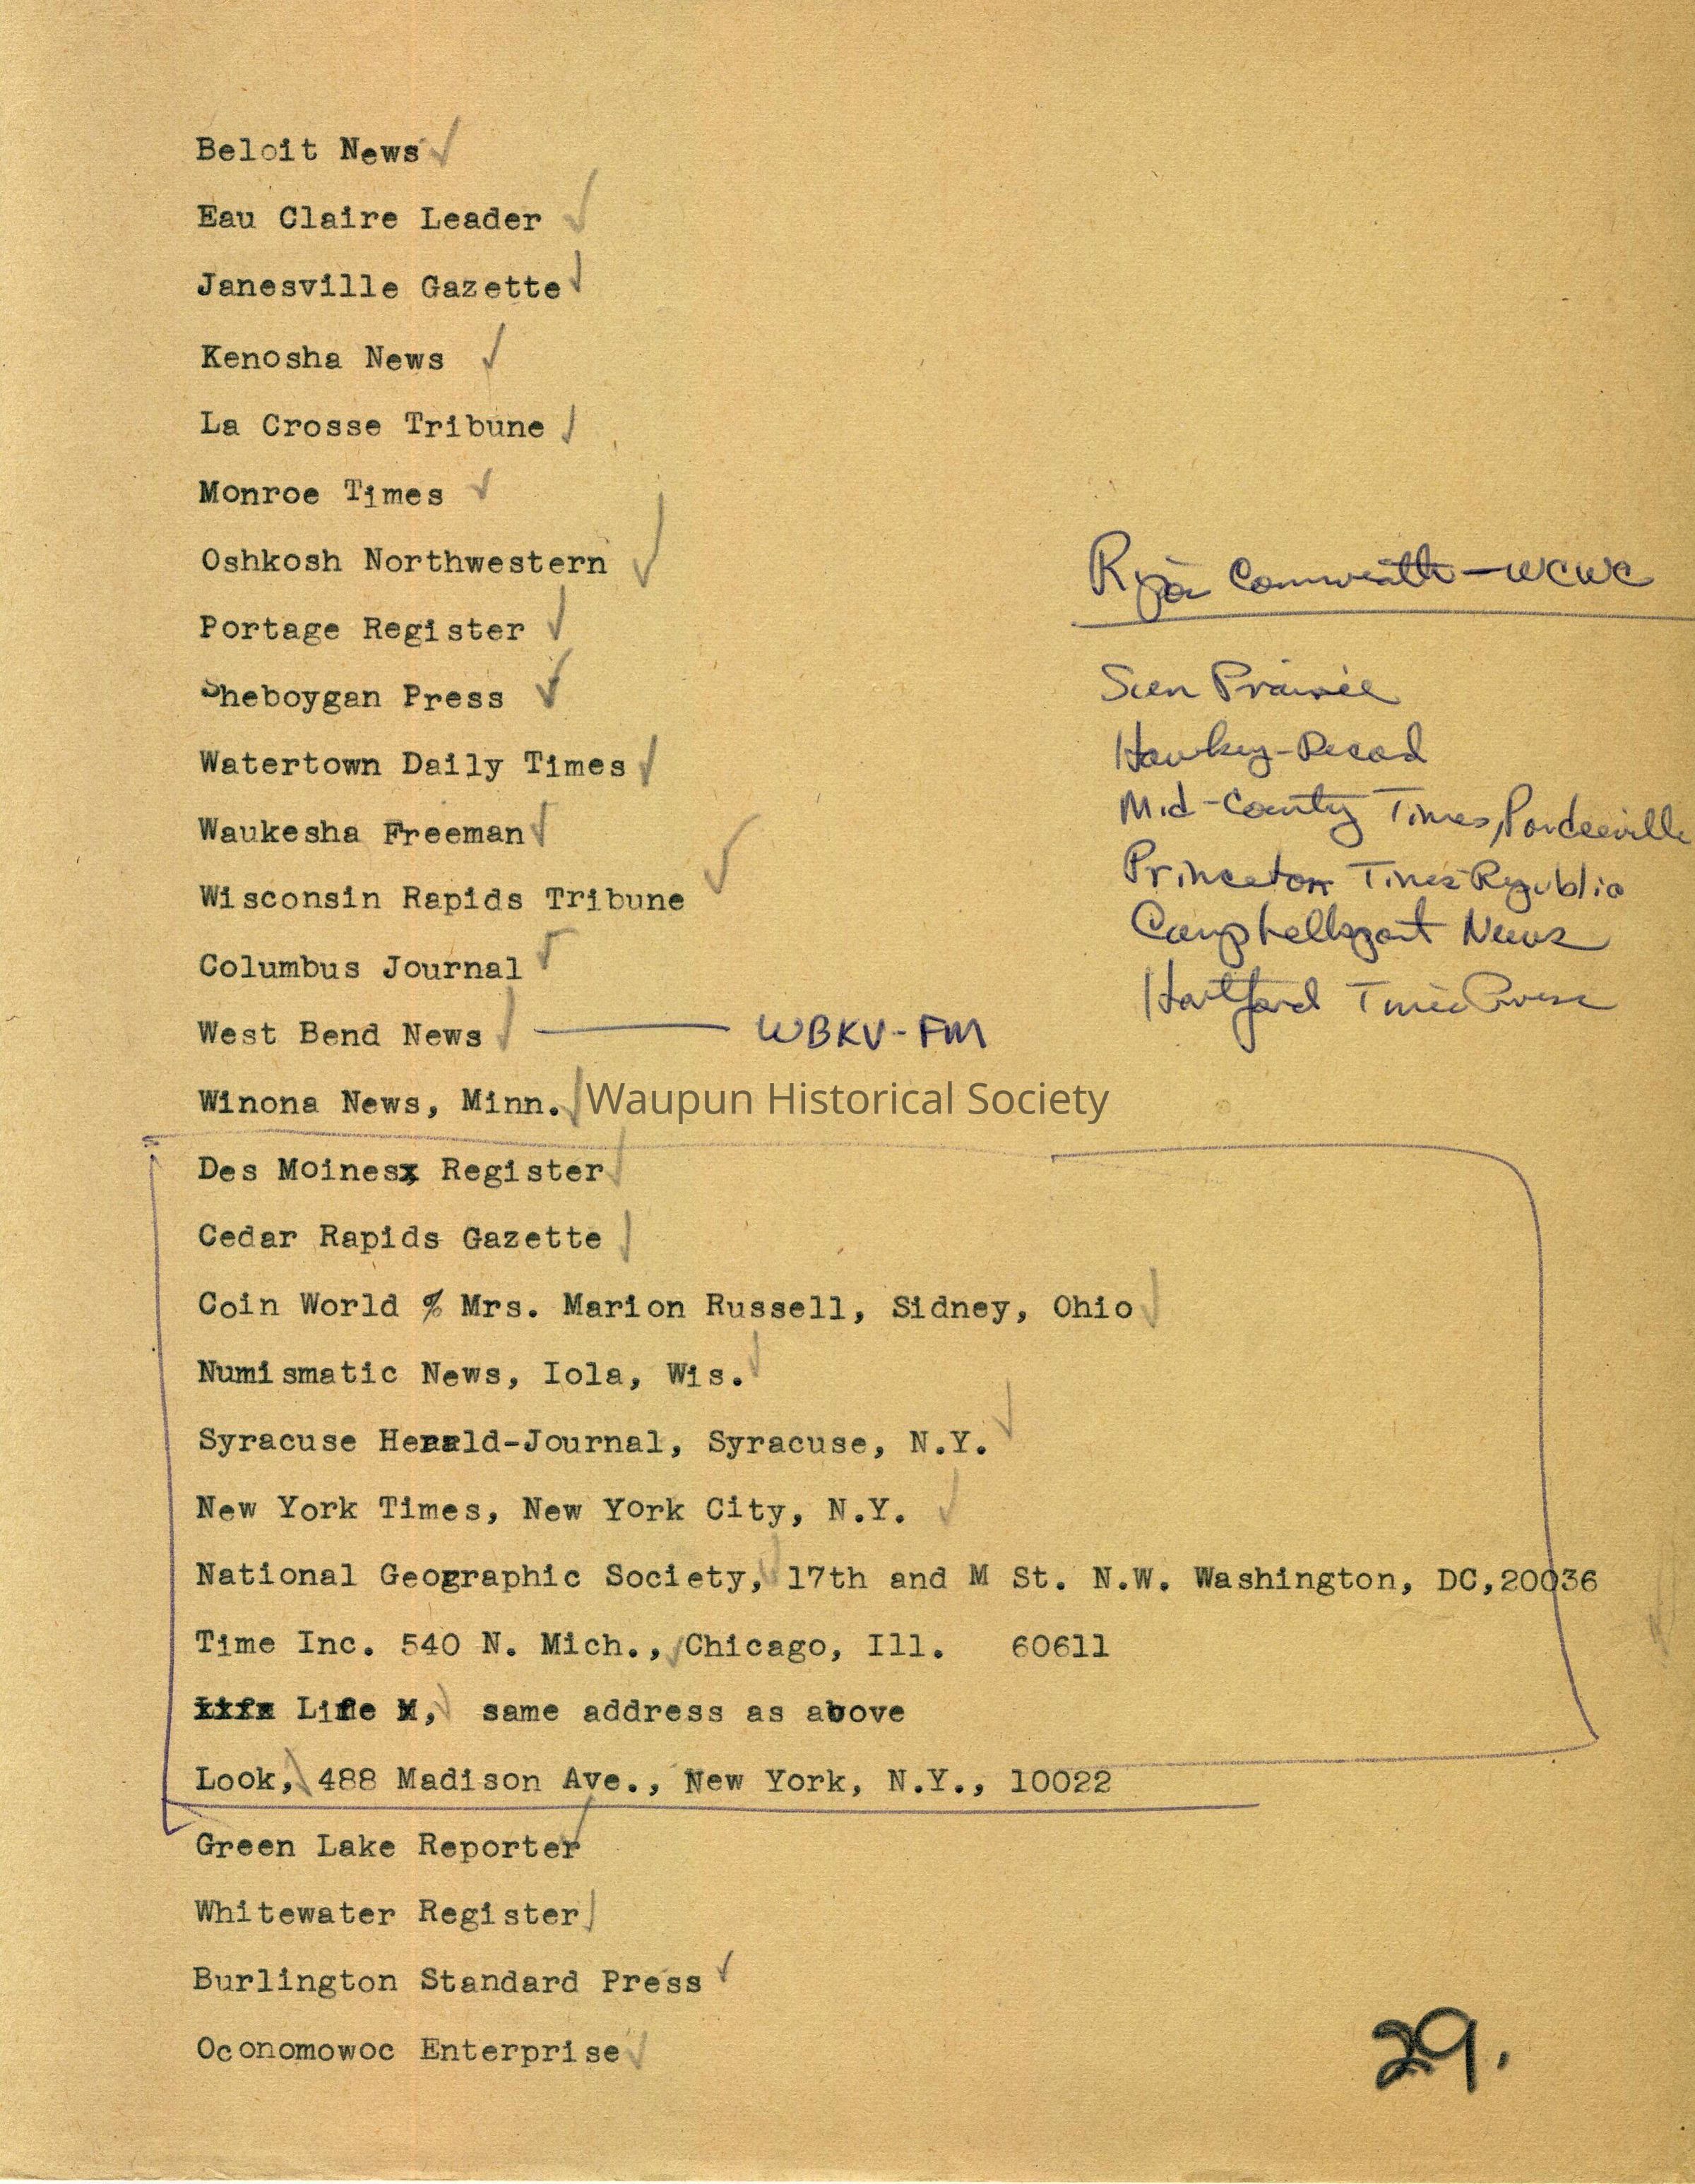 Beloit News ✓
Eau Claire Leader ✓
Janesville Gazette ✓
Kenosha News ✓
La Crosse Tribune ✓
Monroe Times ✓
Oshkosh Northwestern ✓
Portage Register ✓
Sheboygan Press ✓
Watertown Daily Times ✓
Waukesha Freeman ✓
Wisconsin Rapids Tribune ✓
Columbus Journal ✓
West Bend News ✓ — WBKV-FM
Winona News, Minn. ✓
Waupun Historical Society
Des Moinesx Register ✓
Cedar Rapids Gazette ✓
Coin World % Mrs. Marion Russell, Sidney, Ohio ✓
Numismatic News, Iola, Wis. ✓
Syracuse Herald-Journal, Syracuse, N.Y. ✓
New York Times, New York City, N.Y. ✓
National Geographic Society, ✓ 17th and M St. N.W. Washington, DC,20036
Time Inc. 540 N. Mich., ✓ Chicago, Ill. 60611
Life , ✓ same address as above
Look, ✓ 488 Madison Ave., New York, N.Y., 10022
Green Lake Reporter ✓
Whitewater Register ✓
Burlington Standard Press ✓
Oconomowoc Enterprise ✓
Ripon - WCWC
Sun Prairie
Mid-County Times, Pardeeville
Princeton Times Republic
Campbellsport News
Hartford Times Press
29.